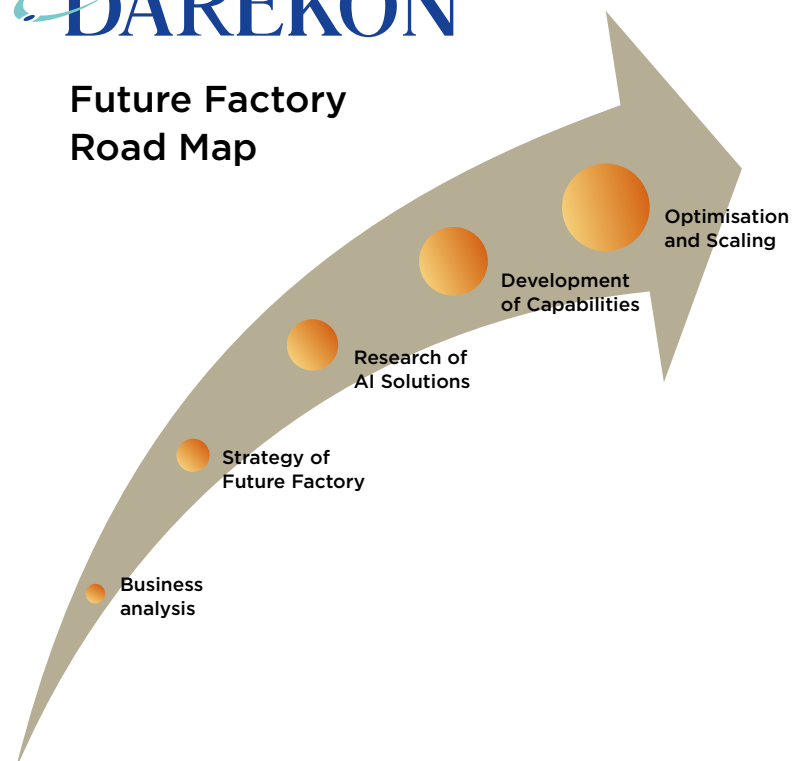 DAREKON
Future Factory
Road Map
Optimisation
and Scaling
Development
of Capabilities
Research of
AI Solutions
Strategy of
Future Factory
Business
analysis